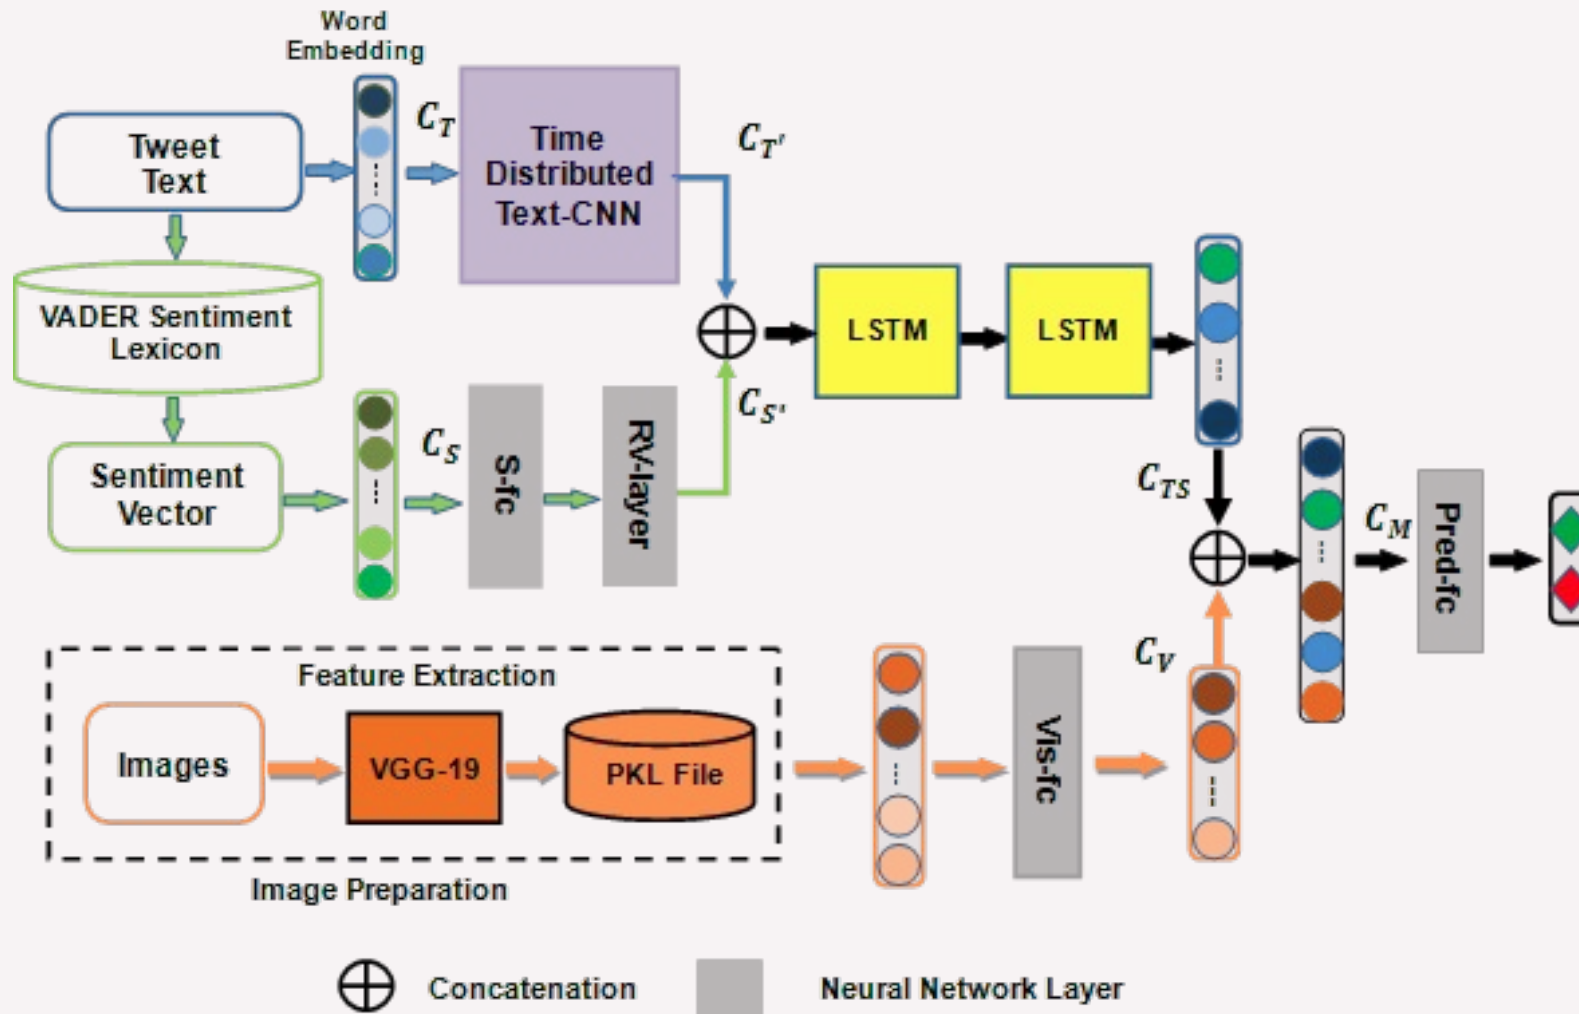 Word
Embedding
Tweet
Text
C_T
Time
Distributed
Text-CNN
C_T'
VADER Sentiment
Lexicon
LSTM
LSTM
Sentiment
Vector
C_S
S-fc
RV-layer
C_S'
C_TS
C_M
Pred-fc
Feature Extraction
Images
VGG-19
PKL File
Vis-fc
C_V
Image Preparation
Concatenation
Neural Network Layer